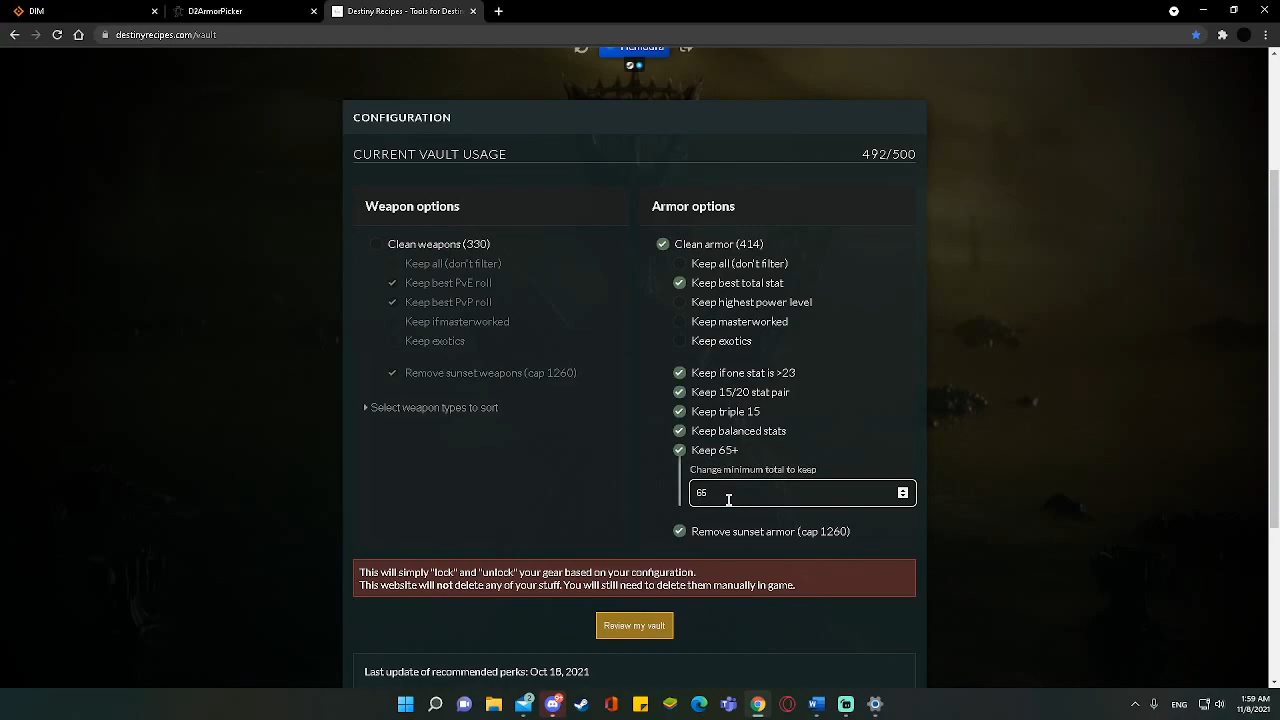 DIM
D2ArmorPicker
Destiny Recipes - Tools for Destin
destinyrecipes.com/vault
CONFIGURATION
CURRENT VAULT USAGE 492/500
Weapon options
Clean weapons (330)
Keep all (don't filter)
Keep best PvE roll
Keep best PvP roll
Keep if masterworked
Keep exotics
Remove sunset weapons (cap 1260)
Select weapon types to sort
Armor options
Clean armor (414)
Keep all (don't filter)
Keep best total stat
Keep highest power level
Keep masterworked
Keep exotics
Keep if one stat is >23
Keep 15/20 stat pair
Keep triple 15
Keep balanced stats
Keep 65+
Change minimum total to keep
65
Remove sunset armor (cap 1260)
This will simply "lock" and "unlock" your gear based on your configuration.
This website will not delete any of your stuff. You will still need to delete them manually in game.
Review my vault
Last update of recommended perks: Oct 18, 2021
ENG
1:59 AM
11/8/2021